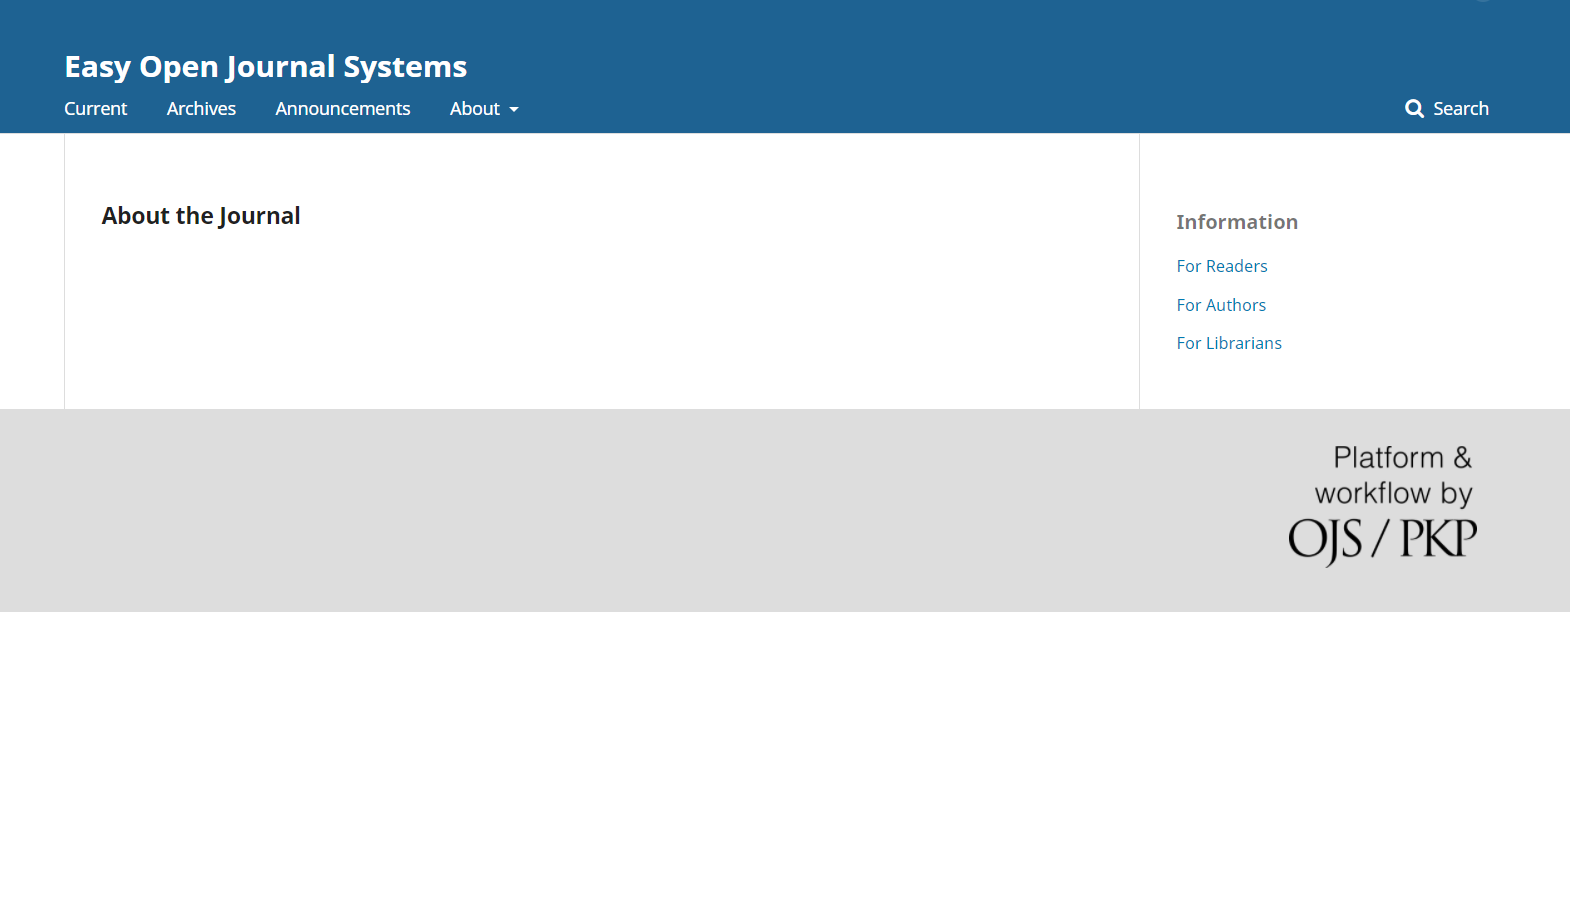 Easy Open Journal Systems
Current Archives Announcements About Search
About the Journal
Information
For Readers
For Authors
For Librarians
Platform &
workflow by
OJS / PKP